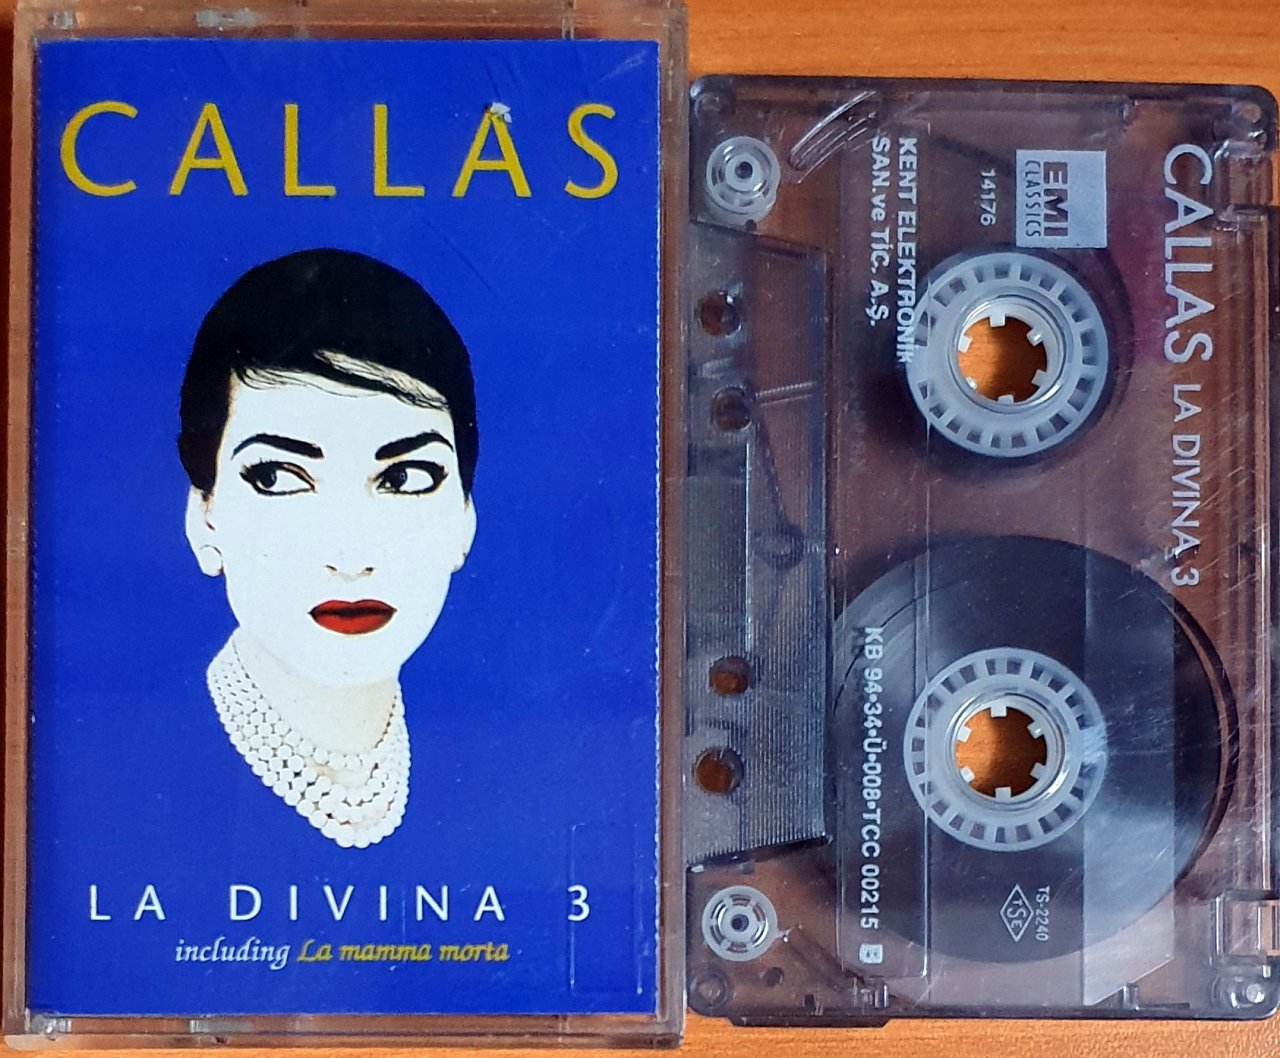 CALLAS
LA DIVINA 3
including La mamma morta
CALLAS LA DIVINA 3
EMI
CLASSICS
14176
KENT ELEKTRONİK
SAN.ve TİC. A.Ş.
KB 94•34•Ü•008•TCC 00215 B
TS-2240
TSE